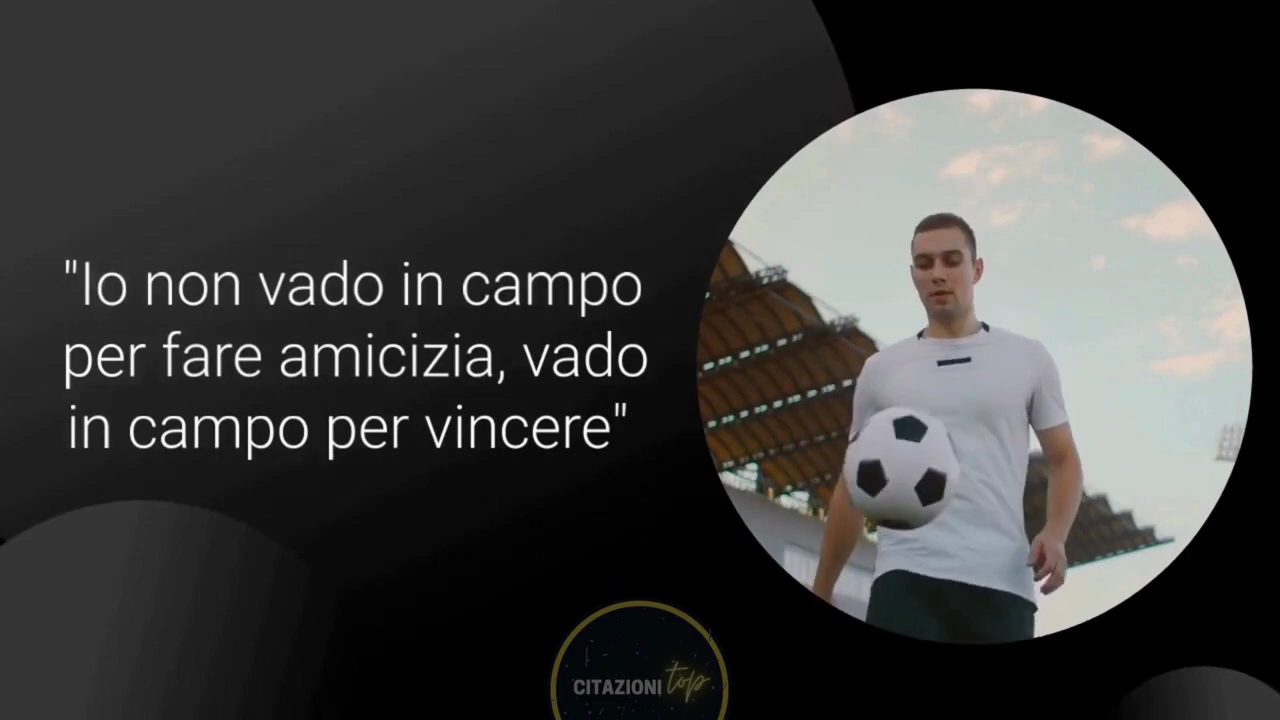 "Io non vado in campo
per fare amicizia, vado
in campo per vincere"
CITAZIONI top